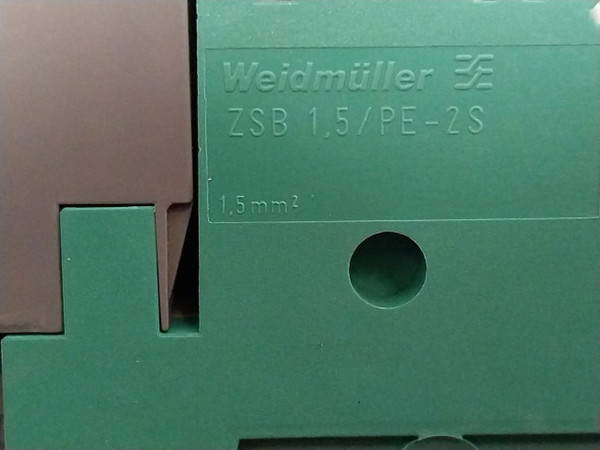 Weidmüller
ZSB 1,5/PE-2S
1,5mm²